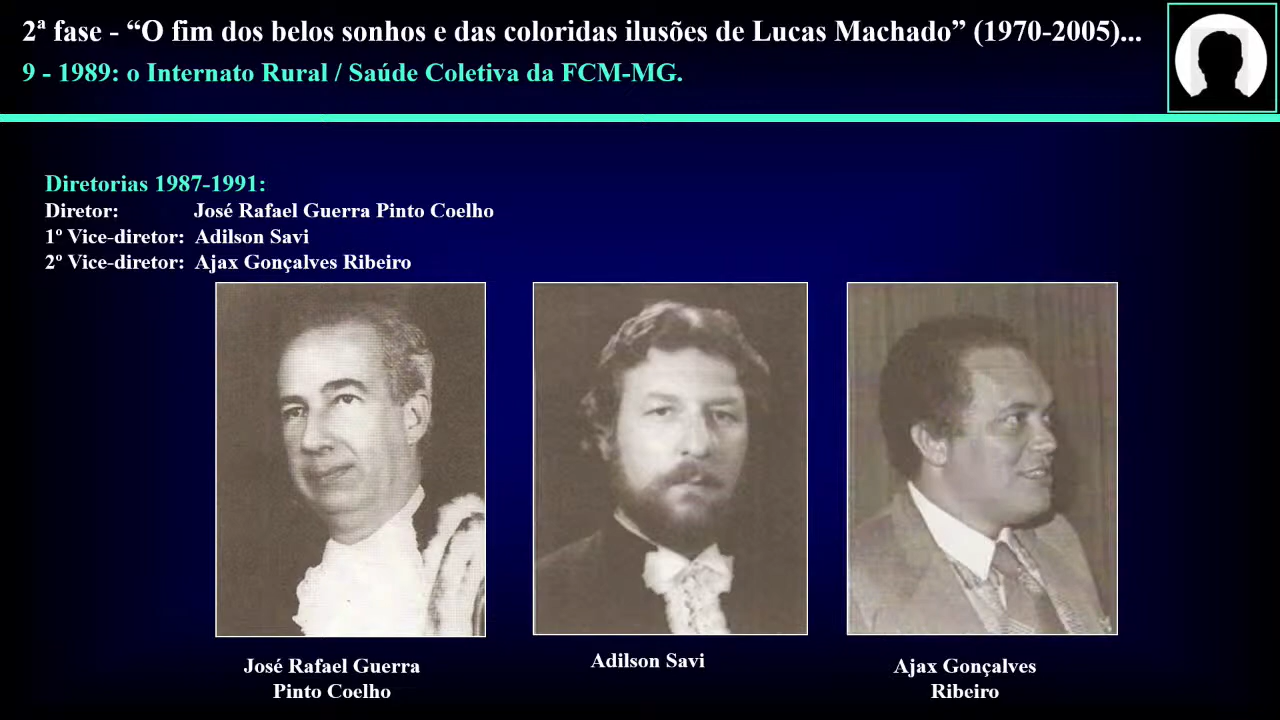 2ª fase - “O fim dos belos sonhos e das coloridas ilusões de Lucas Machado” (1970-2005)...
9 - 1989: o Internato Rural / Saúde Coletiva da FCM-MG.
Diretorias 1987-1991:
Diretor: José Rafael Guerra Pinto Coelho
1º Vice-diretor: Adilson Savi
2º Vice-diretor: Ajax Gonçalves Ribeiro
José Rafael Guerra
Pinto Coelho
Adilson Savi
Ajax Gonçalves
Ribeiro